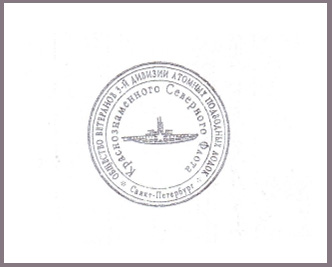 ОБЩЕСТВО ВЕТЕРАНОВ 3-Й ДИВИЗИИ АТОМНЫХ ПОДВОДНЫХ ЛОДОК
Краснознаменного Северного Флота
Санкт-Петербург